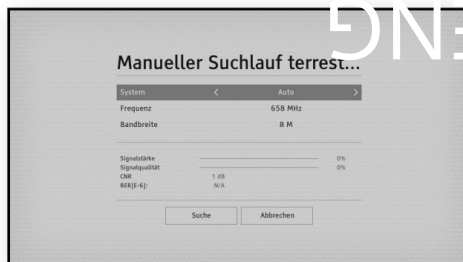 Manueller Suchlauf terrest...
System < Auto >
Frequenz 658 MHz
Bandbreite 8 M
Signalstärke 0%
Signalqualität 0%
CNR 1 dB
BER(E-6): N/A
Suche Abbrechen